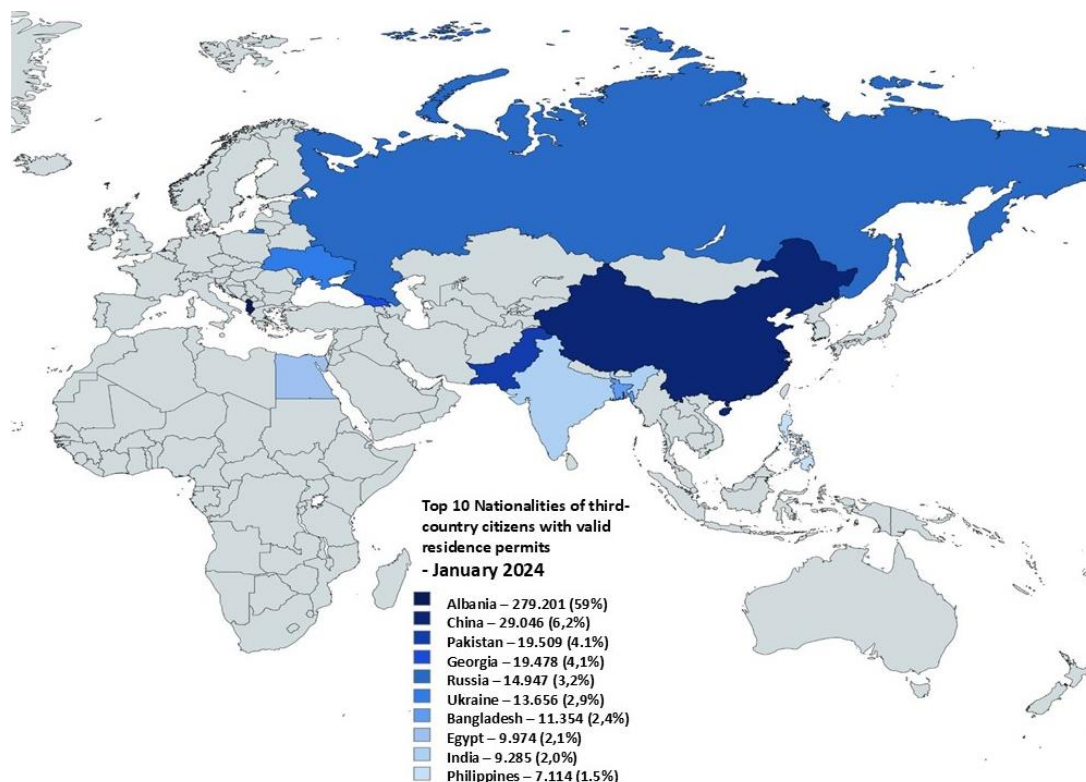 Top 10 Nationalities of third-
country citizens with valid
residence permits
- January 2024
Albania – 279.201 (59%)
China – 29.046 (6,2%)
Pakistan – 19.509 (4.1%)
Georgia – 19.478 (4,1%)
Russia – 14.947 (3,2%)
Ukraine – 13.656 (2,9%)
Bangladesh – 11.354 (2,4%)
Egypt – 9.974 (2,1%)
India – 9.285 (2,0%)
Philippines – 7.114 (1.5%)